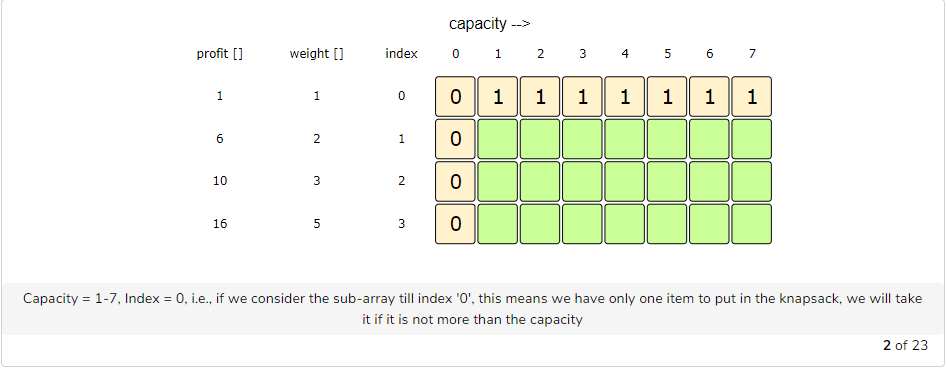 capacity -->
profit [] weight [] index 0 1 2 3 4 5 6 7
1 1 0 0 1 1 1 1 1 1 1
6 2 1 0
10 3 2 0
16 5 3 0
Capacity = 1-7, Index = 0, i.e., if we consider the sub-array till index '0', this means we have only one item to put in the knapsack, we will take
it if it is not more than the capacity
2 of 23